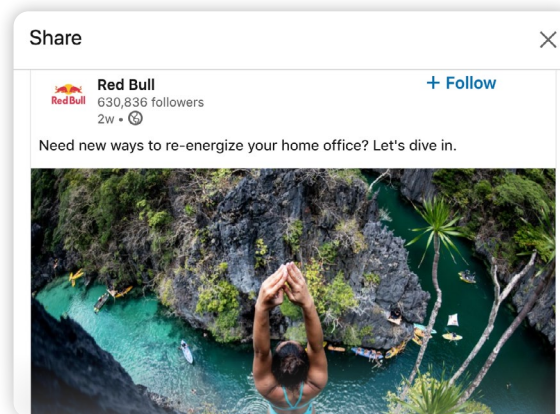 Share
Red Bull
Red Bull
+ Follow
630,836 followers
2w •
Need new ways to re-energize your home office? Let's dive in.